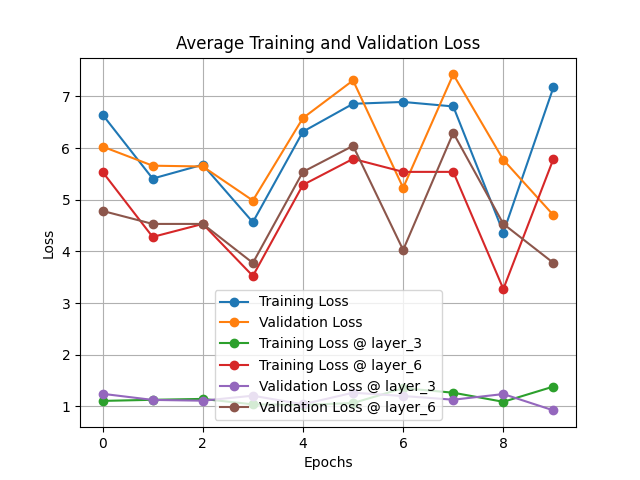 Average Training and Validation Loss
Loss
7
6
5
4
3
2
1
Training Loss
Validation Loss
Training Loss @ layer_3
Training Loss @ layer_6
Validation Loss @ layer_3
Validation Loss @ layer_6
0 2 4 6 8
Epochs